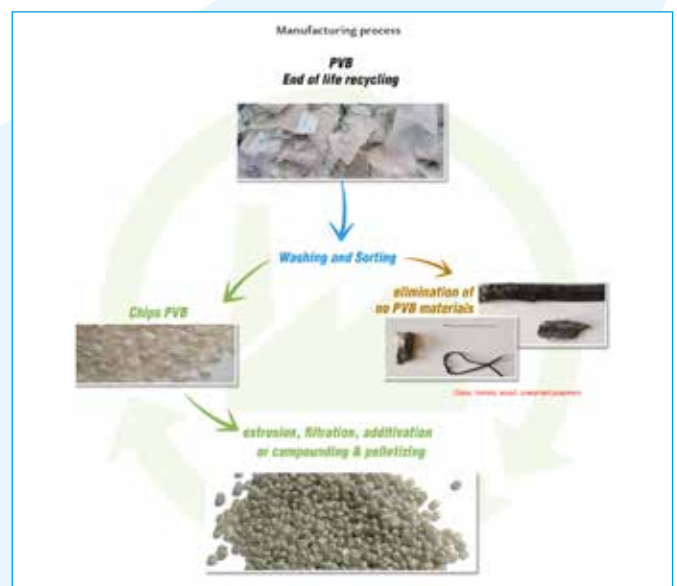 Manufacturing process
PVB
End of life recycling
Washing and Sorting
elimination of
no PVB materials
Chips PVB
extrusion, filtration, additivation
or compounding & pelletizing